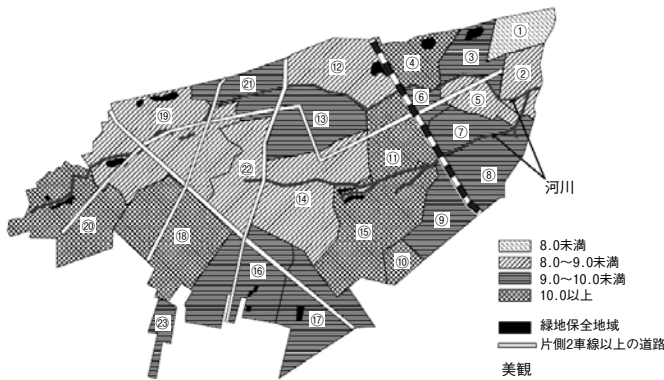 ①
②
③
④
⑤
⑥
⑦
⑧
⑨
⑩
⑪
⑫
⑬
⑭
⑮
⑯
⑰
⑱
⑲
⑳
㉑
㉒
㉓
河川
8.0未満
8.0〜9.0未満
9.0〜10.0未満
10.0以上
緑地保全地域
片側2車線以上の道路
美観